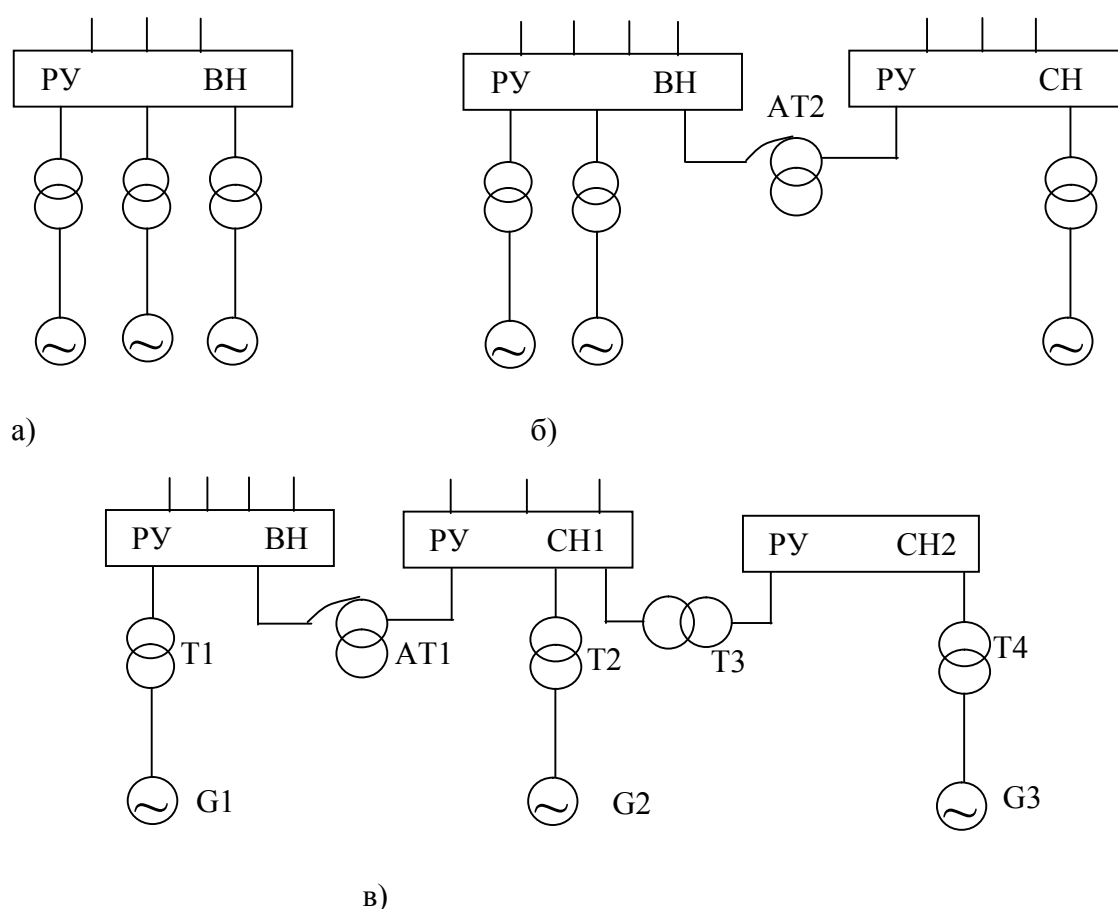 РУ ВН
РУ ВН
АТ2
РУ СН
а)
б)
РУ ВН
РУ СН1
РУ СН2
Т1
АТ1
Т2
Т3
Т4
G1
G2
G3
в)